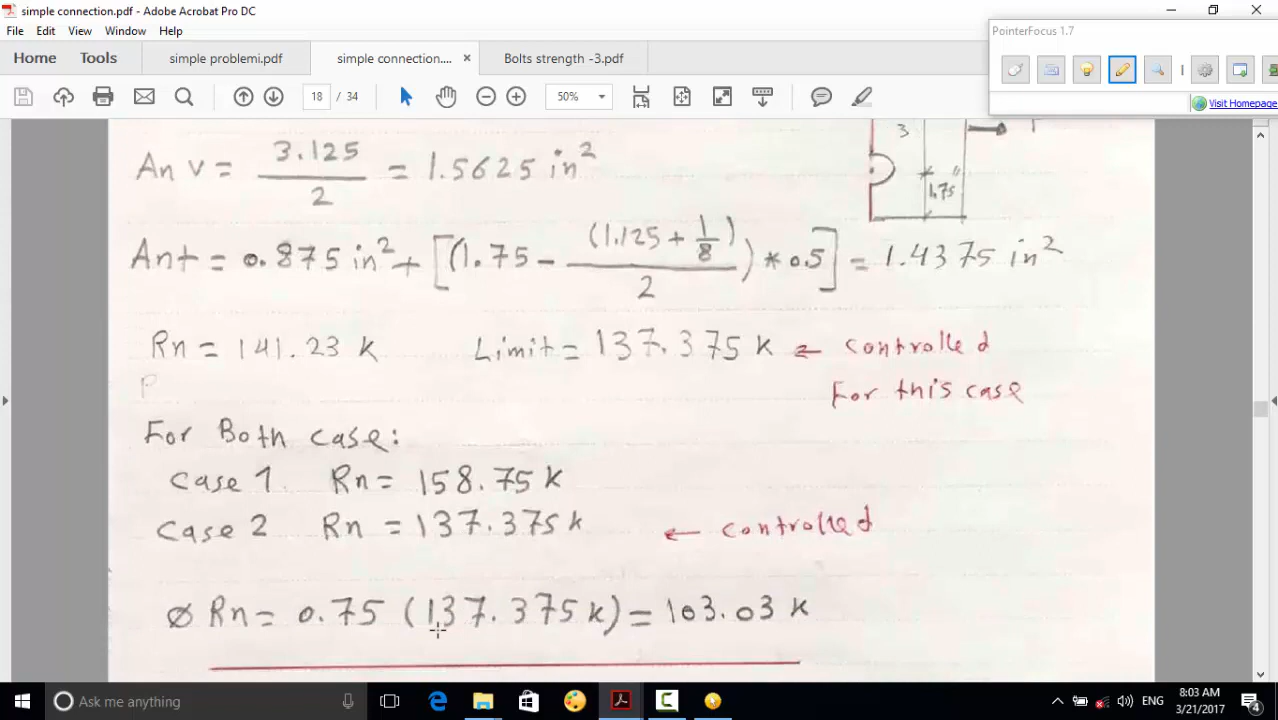 simple connection.pdf - Adobe Acrobat Pro DC
File Edit View Window Help
PointerFocus 1.7
Home Tools simple problemi.pdf simple connection.... × Bolts strength -3.pdf
18 / 34 50%
Visit Homepage
An v = 3.125 / 2 = 1.5625 in²
3
1.75
Ant = 0.875 in² + [(1.75 - (1.125 + 1/8) / 2) * 0.5] = 1.4375 in²
Rn = 141.23 k Limit = 137.375 k ← controlled
For this case
For Both case:
case 1 Rn = 158.75 k
case 2 Rn = 137.375 k ← controlled
Ø Rn = 0.75 (137.375 k) = 103.03 k
Ask me anything
ENG 8:03 AM
3/21/2017
4